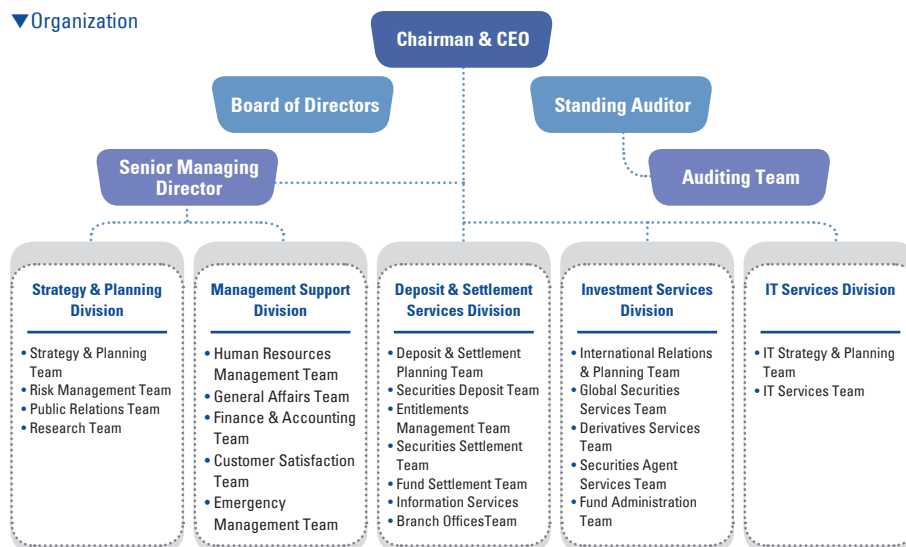 ▼Organization
Chairman & CEO
Board of Directors
Standing Auditor
Senior Managing
Director
Auditing Team
Strategy & Planning
Division
• Strategy & Planning
Team
• Risk Management Team
• Public Relations Team
• Research Team
Management Support
Division
• Human Resources
Management Team
• General Affairs Team
• Finance & Accounting
Team
• Customer Satisfaction
Team
• Emergency
Management Team
Deposit & Settlement
Services Division
• Deposit & Settlement
Planning Team
• Securities Deposit Team
• Entitlements
Management Team
• Securities Settlement
Team
• Fund Settlement Team
• Information Services
• Branch OfficesTeam
Investment Services
Division
• International Relations
& Planning Team
• Global Securities
Services Team
• Derivatives Services
Team
• Securities Agent
Services Team
• Fund Administration
Team
IT Services Division
• IT Strategy & Planning
Team
• IT Services Team